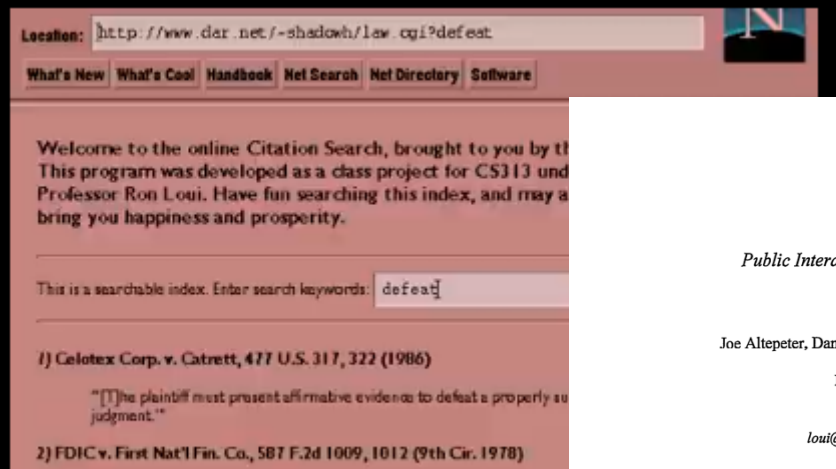 Location: http://www.dar.net/~shadowh/law.cgi?defeat
N
What's New What's Cool Handbook Net Search Net Directory Software
Welcome to the online Citation Search, brought to you by th
This program was developed as a class project for CS313 und
Professor Ron Loui. Have fun searching this index, and may a
bring you happiness and prosperity.
This is a searchable index. Enter search keywords: defeat
1) Celotex Corp. v. Catrett, 477 U.S. 317, 322 (1986)
"[T]he plaintiff must present affirmative evidence to defeat a properly su
judgment."
2) FDIC v. First Nat'l Fin. Co., 587 F.2d 1009, 1012 (9th Cir. 1978)
Public Interc
Joe Altepeter, Dan
loui@